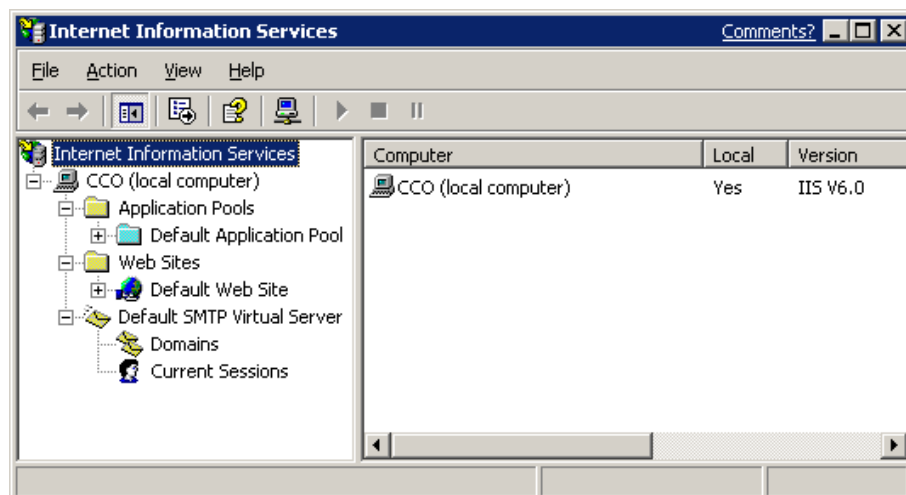 Internet Information Services Comments?
File Action View Help
Internet Information Services
CCO (local computer)
Application Pools
Default Application Pool
Web Sites
Default Web Site
Default SMTP Virtual Server
Domains
Current Sessions
Computer Local Version
CCO (local computer) Yes IIS V6.0